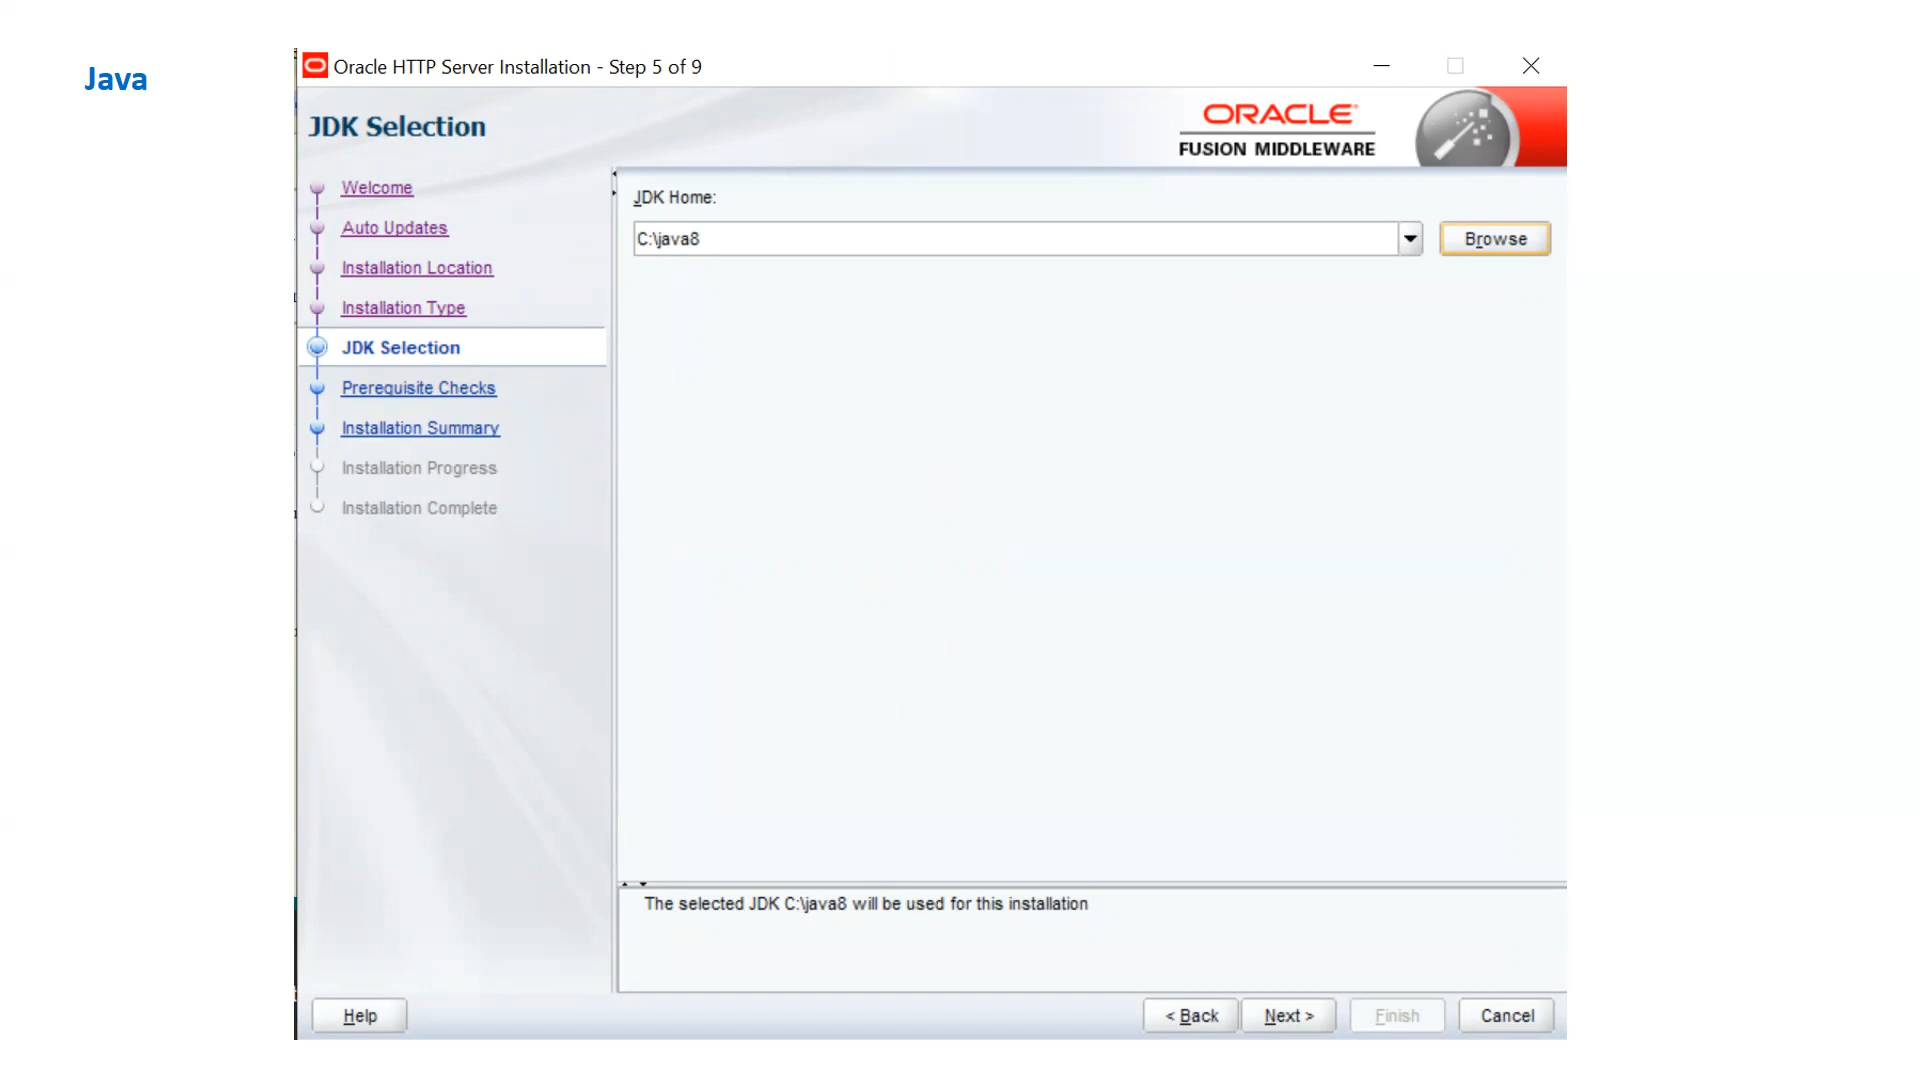 Java
Oracle HTTP Server Installation - Step 5 of 9
JDK Selection
ORACLE
FUSION MIDDLEWARE
Welcome
Auto Updates
Installation Location
Installation Type
JDK Selection
Prerequisite Checks
Installation Summary
Installation Progress
Installation Complete
JDK Home:
C:\java8
Browse
The selected JDK C:\java8 will be used for this installation
Help
< Back
Next >
Finish
Cancel